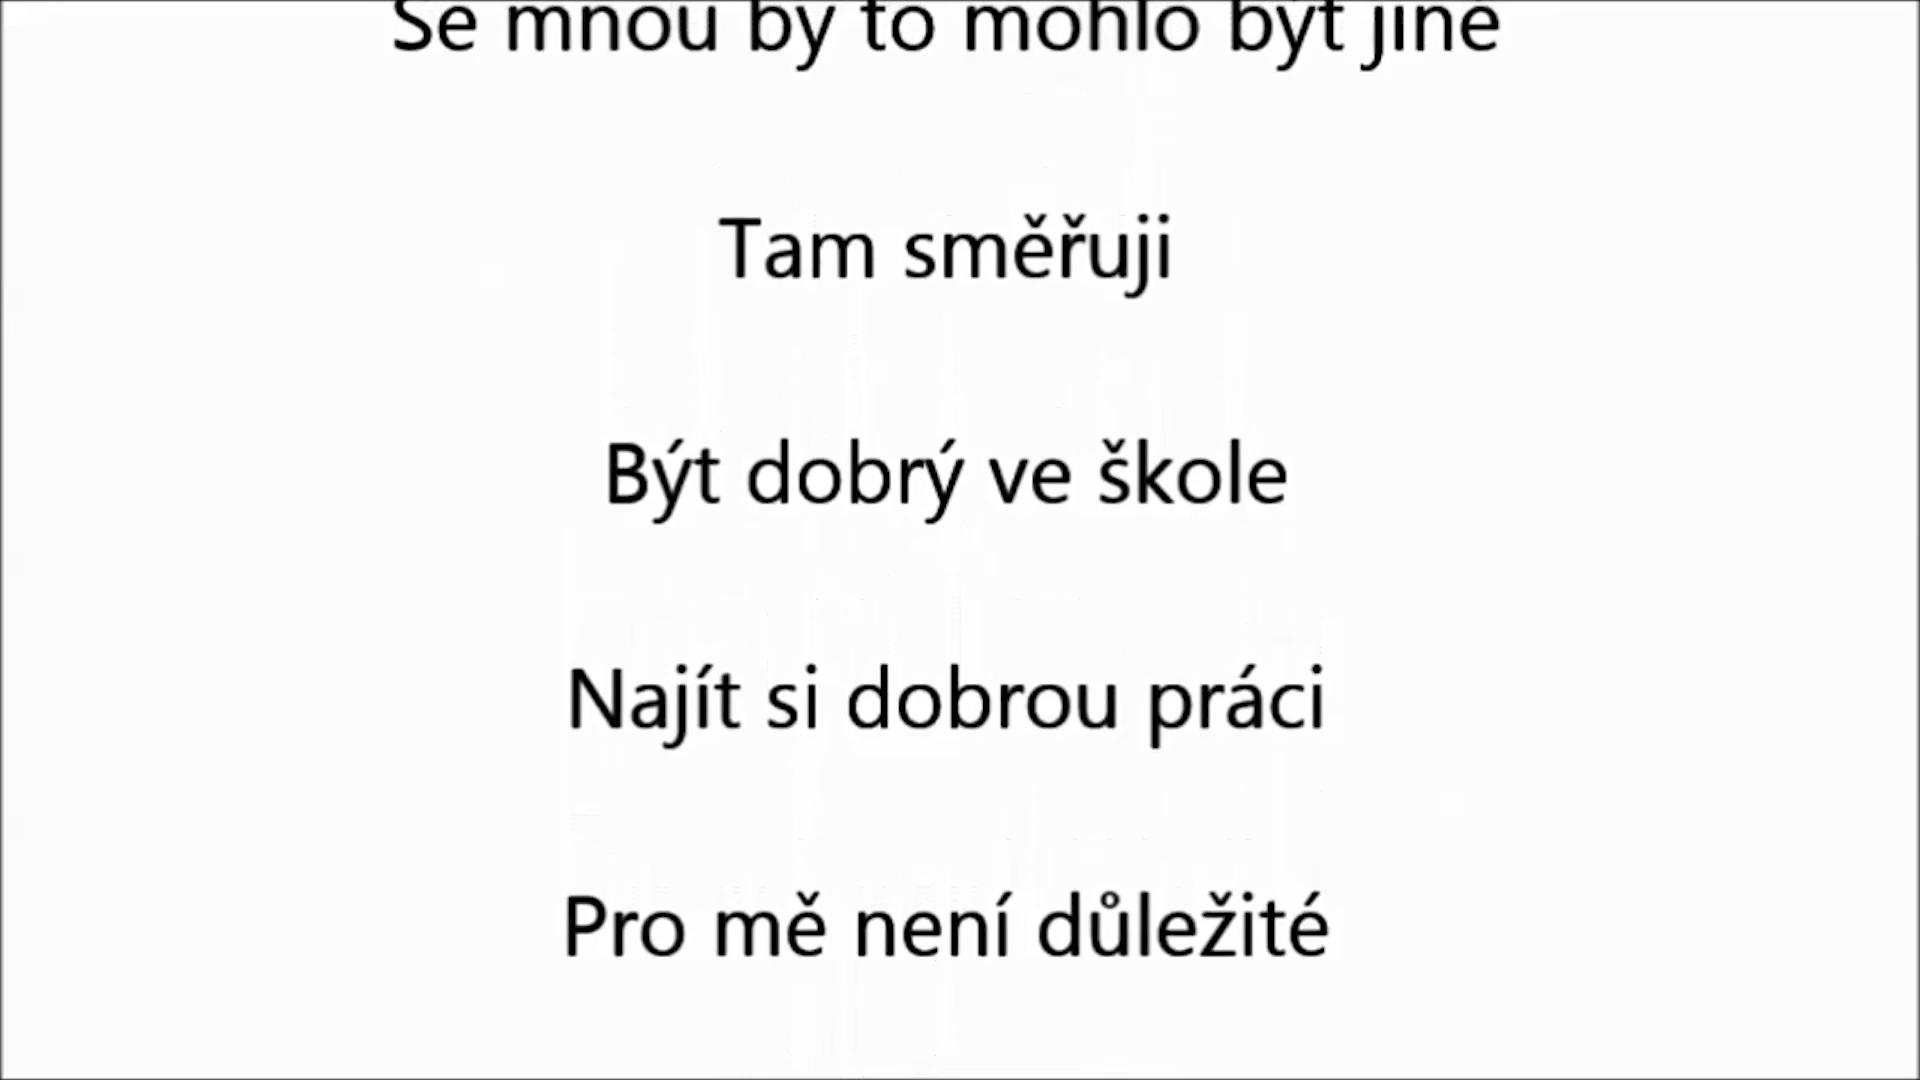 Se mnou by to mohlo být jiné
Tam směřuji
Být dobrý ve škole
Najít si dobrou práci
Pro mě není důležité